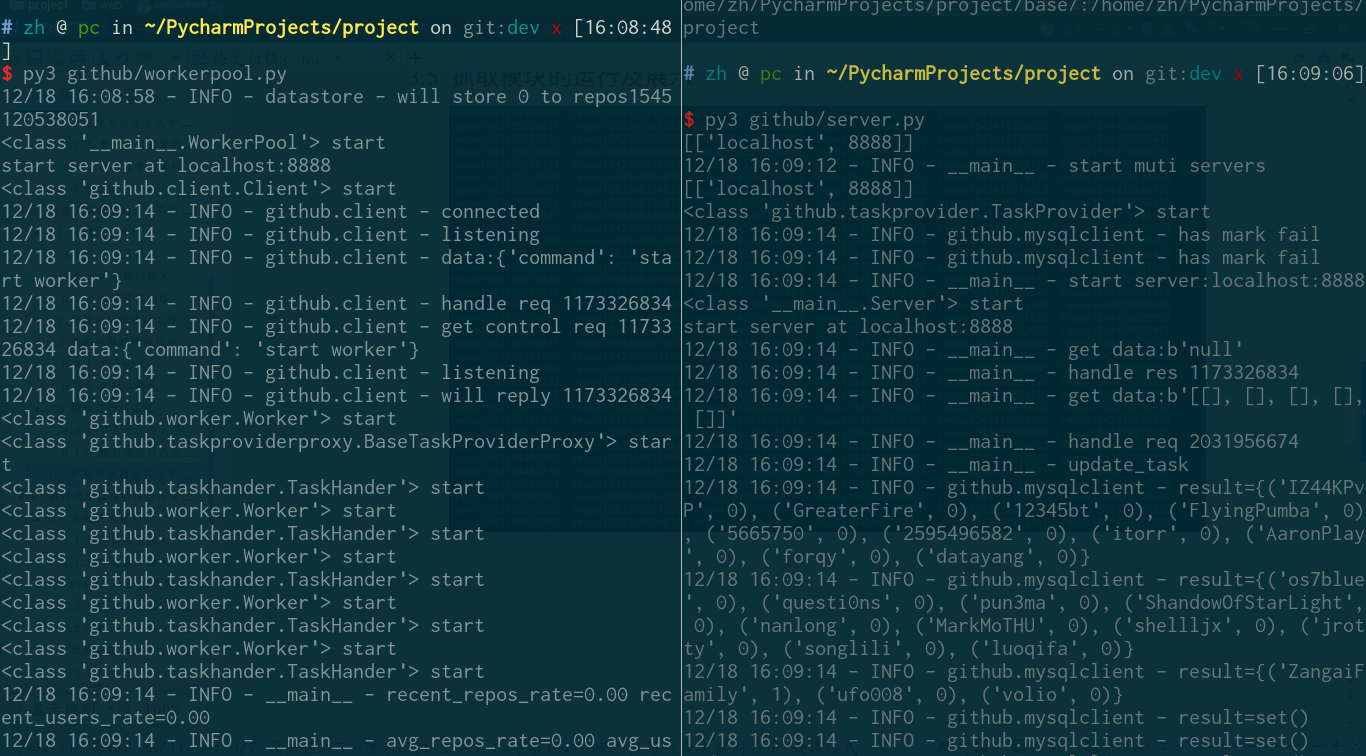 # zh @ pc in ~/PycharmProjects/project on git:dev x [16:08:48
]
$ py3 github/workerpool.py
12/18 16:08:58 - INFO - datastore - will store 0 to repos1545
120538051
<class '__main__.WorkerPool'> start
start server at localhost:8888
<class 'github.client.Client'> start
12/18 16:09:14 - INFO - github.client - connected
12/18 16:09:14 - INFO - github.client - listening
12/18 16:09:14 - INFO - github.client - data:{'command': 'sta
rt worker'}
12/18 16:09:14 - INFO - github.client - handle req 1173326834
12/18 16:09:14 - INFO - github.client - get control req 11733
26834 data:{'command': 'start worker'}
12/18 16:09:14 - INFO - github.client - listening
12/18 16:09:14 - INFO - github.client - will reply 1173326834
<class 'github.worker.Worker'> start
<class 'github.taskproviderproxy.BaseTaskProviderProxy'> star
t
<class 'github.taskhander.TaskHander'> start
<class 'github.worker.Worker'> start
<class 'github.taskhander.TaskHander'> start
<class 'github.worker.Worker'> start
<class 'github.taskhander.TaskHander'> start
<class 'github.worker.Worker'> start
<class 'github.taskhander.TaskHander'> start
<class 'github.worker.Worker'> start
<class 'github.taskhander.TaskHander'> start
12/18 16:09:14 - INFO - __main__ - recent_repos_rate=0.00 rec
ent_users_rate=0.00
12/18 16:09:14 - INFO - __main__ - avg_repos_rate=0.00 avg_us
ome/zh/PycharmProjects/project/base/:/home/zh/PycharmProjects/
project
# zh @ pc in ~/PycharmProjects/project on git:dev x [16:09:06]
$ py3 github/server.py
[['localhost', 8888]]
12/18 16:09:12 - INFO - __main__ - start muti servers
[['localhost', 8888]]
<class 'github.taskprovider.TaskProvider'> start
12/18 16:09:14 - INFO - github.mysqlclient - has mark fail
12/18 16:09:14 - INFO - github.mysqlclient - has mark fail
12/18 16:09:14 - INFO - __main__ - start server:localhost:8888
<class '__main__.Server'> start
start server at localhost:8888
12/18 16:09:14 - INFO - __main__ - get data:b'null'
12/18 16:09:14 - INFO - __main__ - handle res 1173326834
12/18 16:09:14 - INFO - __main__ - get data:b'[[], [], [], [],
 []]'
12/18 16:09:14 - INFO - __main__ - handle req 2031956674
12/18 16:09:14 - INFO - __main__ - update_task
12/18 16:09:14 - INFO - github.mysqlclient - result={('IZ44KPv
P', 0), ('GreaterFire', 0), ('12345bt', 0), ('FlyingPumba', 0)
, ('5665750', 0), ('2595496582', 0), ('itorr', 0), ('AaronPlay
', 0), ('forqy', 0), ('datayang', 0)}
12/18 16:09:14 - INFO - github.mysqlclient - result={('os7blue
', 0), ('questi0ns', 0), ('pun3ma', 0), ('ShandowOfStarLight',
 0), ('nanlong', 0), ('MarkMoTHU', 0), ('shellljx', 0), ('jrot
ty', 0), ('songlili', 0), ('luoqifa', 0)}
12/18 16:09:14 - INFO - github.mysqlclient - result={('ZangaiF
amily', 1), ('ufo008', 0), ('volio', 0)}
12/18 16:09:14 - INFO - github.mysqlclient - result=set()
12/18 16:09:14 - INFO - github.mysqlclient - result=set()